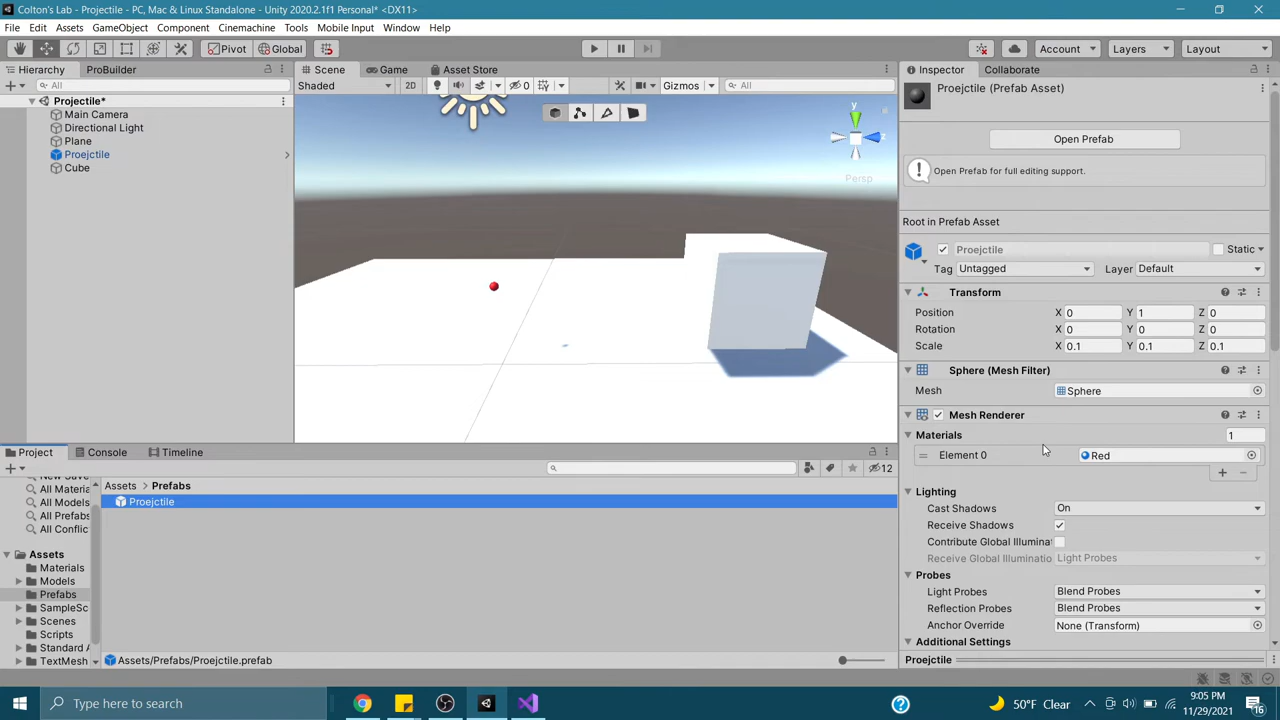 Colton's Lab - Projectile - PC, Mac & Linux Standalone - Unity 2020.2.1f1 Personal* <DX11>
File Edit Assets GameObject Component Cinemachine Tools Mobile Input Window Help
Pivot Global Account Layers Layout
Hierarchy ProBuilder Scene Game Asset Store Inspector Collaborate
All Shaded 2D 0 Gizmos All
Proejctile (Prefab Asset)
Projectile*
Main Camera
Directional Light
Plane
Proejctile
Cube
y
z
Persp
Open Prefab
Open Prefab for full editing support.
Root in Prefab Asset
Proejctile Static
Tag Untagged Layer Default
Transform
Position X 0 Y 1 Z 0
Rotation X 0 Y 0 Z 0
Scale X 0.1 Y 0.1 Z 0.1
Sphere (Mesh Filter)
Mesh Sphere
Mesh Renderer
Materials 1
Element 0 Red
Lighting
Cast Shadows On
Receive Shadows
Contribute Global Illuminat
Receive Global Illuminatio Light Probes
Probes
Light Probes Blend Probes
Reflection Probes Blend Probes
Anchor Override None (Transform)
Additional Settings
Proejctile
Project Console Timeline
12
All Materia
All Models
All Prefabs
All Conflic
Assets
Materials
Models
Prefabs
SampleSc
Scenes
Scripts
Standard A
TextMesh
Assets > Prefabs
Proejctile
Assets/Prefabs/Proejctile.prefab
Type here to search
50°F Clear
9:05 PM
11/29/2021
16